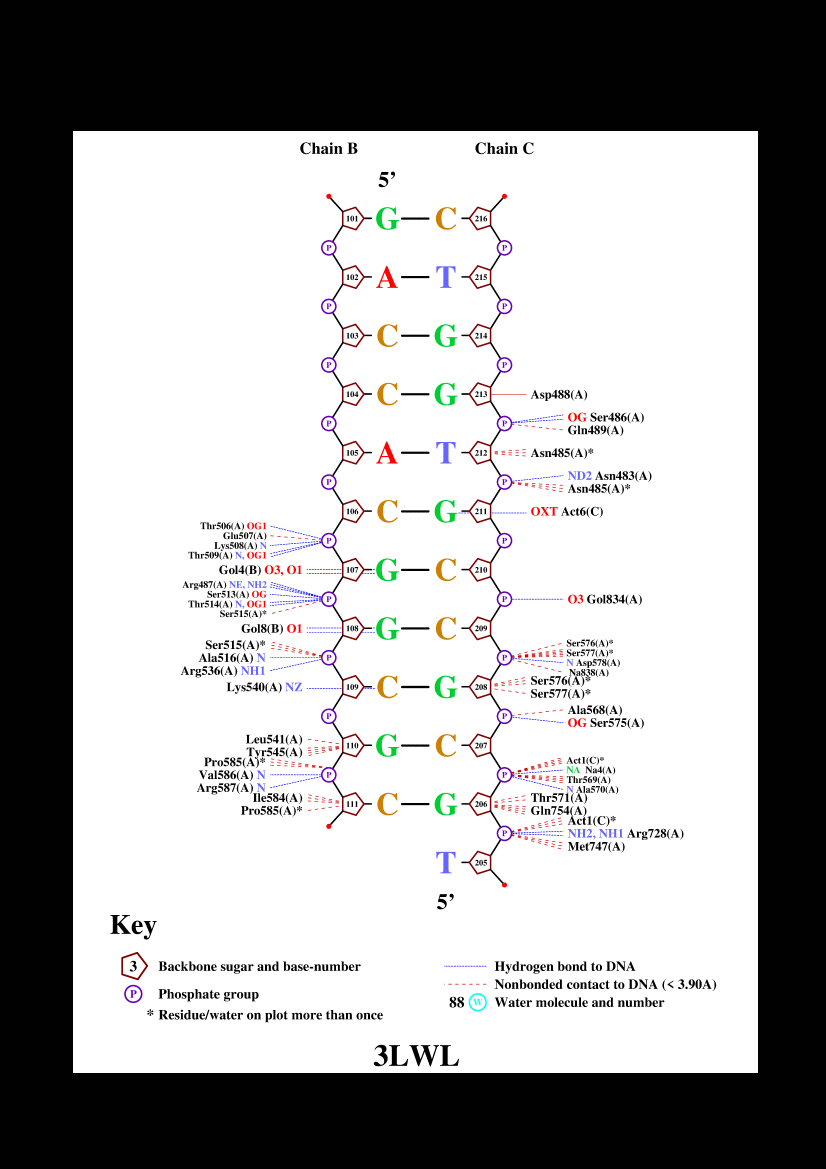 Chain B Chain C
5’
101 G C 216
P P
102 A T 215
P P
103 C G 214
P P
104 C G 213 Asp488(A)
OG Ser486(A)
P P
Gln489(A)
105 A T 212 Asn485(A)*
ND2 Asn483(A)
P P
Asn485(A)*
106 C G 211 OXT Act6(C)
Thr506(A) OG1
Glu507(A)
P P
Lys508(A) N
Thr509(A) N, OG1
Gol4(B) O3, O1 107 G C 210
Arg487(A) NE, NH2
Ser513(A) OG
P P O3 Gol834(A)
Thr514(A) N, OG1
Ser515(A)*
Gol8(B) O1 108 G C 209
Ser515(A)* Ser576(A)*
Ser577(A)*
Ala516(A) N P P
N Asp578(A)
Arg536(A) NH1 Na838(A)
Ser576(A)*
Lys540(A) NZ 109 C G 208
Ser577(A)*
Ala568(A)
P P
OG Ser575(A)
Leu541(A)
110 G C 207
Tyr545(A)
Pro585(A)* Act1(C)*
NA Na4(A)
Val586(A) N P P
Thr569(A)
Arg587(A) N N Ala570(A)
Ile584(A) Thr571(A)
111 C G 206
Pro585(A)* Gln754(A)
Act1(C)*
P NH2, NH1 Arg728(A)
Met747(A)
T 205
5’
Key
3 Backbone sugar and base-number
P Phosphate group
* Residue/water on plot more than once
Hydrogen bond to DNA
Nonbonded contact to DNA (< 3.90A)
88 W Water molecule and number
3LWL